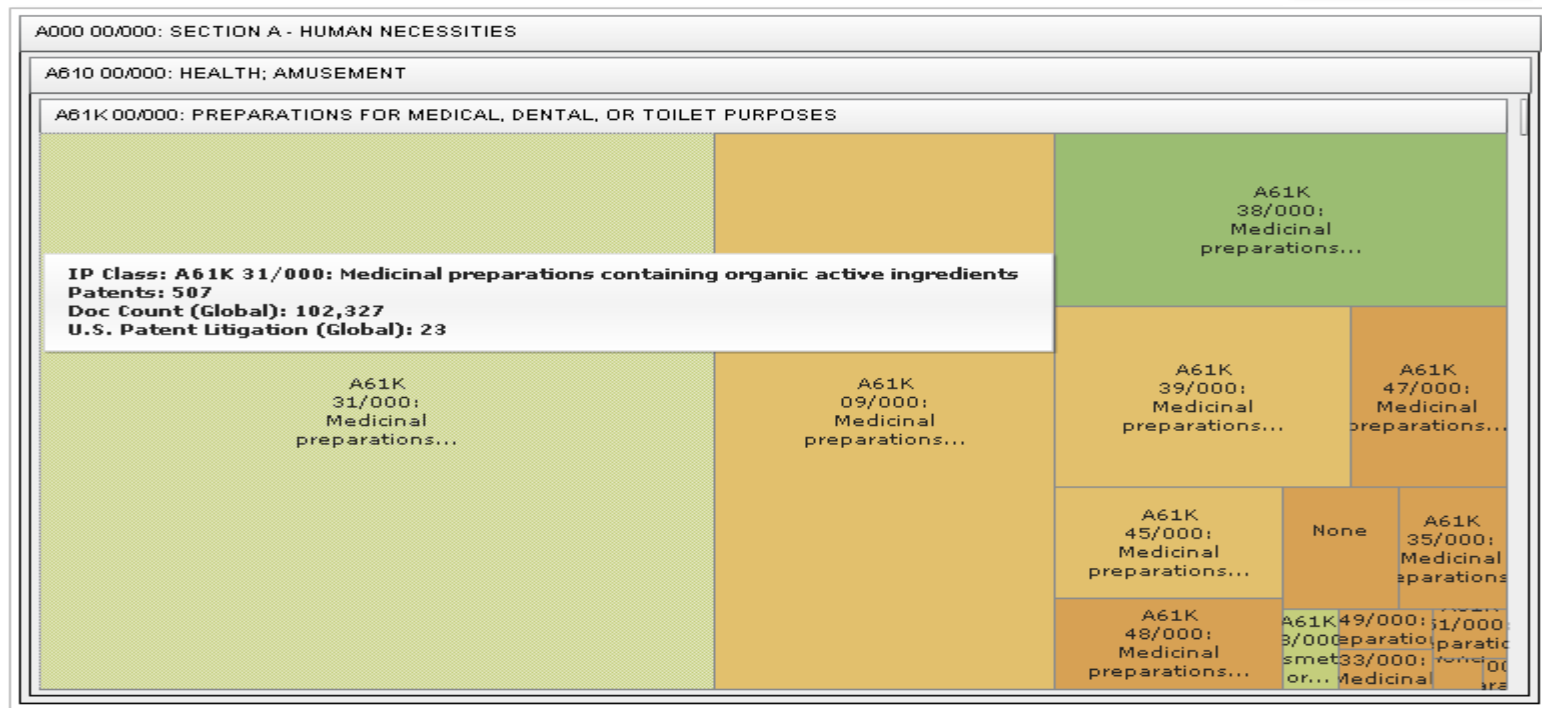 A000 00/000: SECTION A - HUMAN NECESSITIES
A610 00/000: HEALTH; AMUSEMENT
A61K 00/000: PREPARATIONS FOR MEDICAL, DENTAL, OR TOILET PURPOSES
A61K
38/000:
Medicinal
preparations...
IP Class: A61K 31/000: Medicinal preparations containing organic active ingredients
Patents: 507
Doc Count (Global): 102,327
U.S. Patent Litigation (Global): 23
A61K
31/000:
Medicinal
preparations...
A61K
09/000:
Medicinal
preparations...
A61K
39/000:
Medicinal
preparations...
A61K
47/000:
Medicinal
preparations...
A61K
45/000:
Medicinal
preparations...
None
A61K
35/000:
Medicinal
A61K
48/000:
Medicinal
preparations...
A61K
or...
49/000:
33/000:
Medicinal